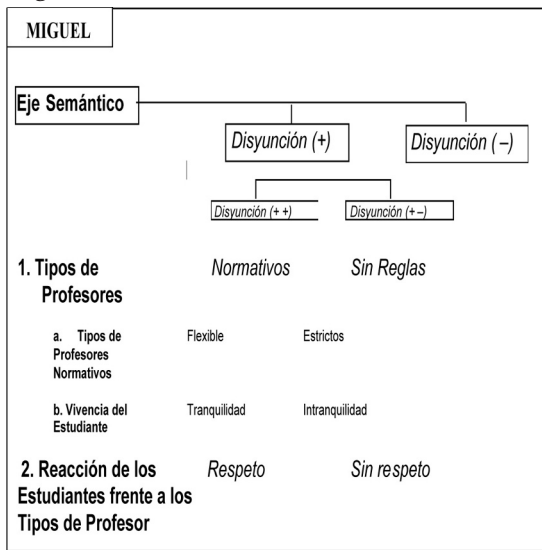 MIGUEL
Eje Semántico
Disyunción (+)
Disyunción ( –)
Disyunción (+ +)
Disyunción (+ –)
1. Tipos de Profesores
Normativos
Sin Reglas
a. Tipos de Profesores Normativos
Flexible
Estrictos
b. Vivencia del Estudiante
Tranquilidad
Intranquilidad
2. Reacción de los Estudiantes frente a los Tipos de Profesor
Respeto
Sin respeto